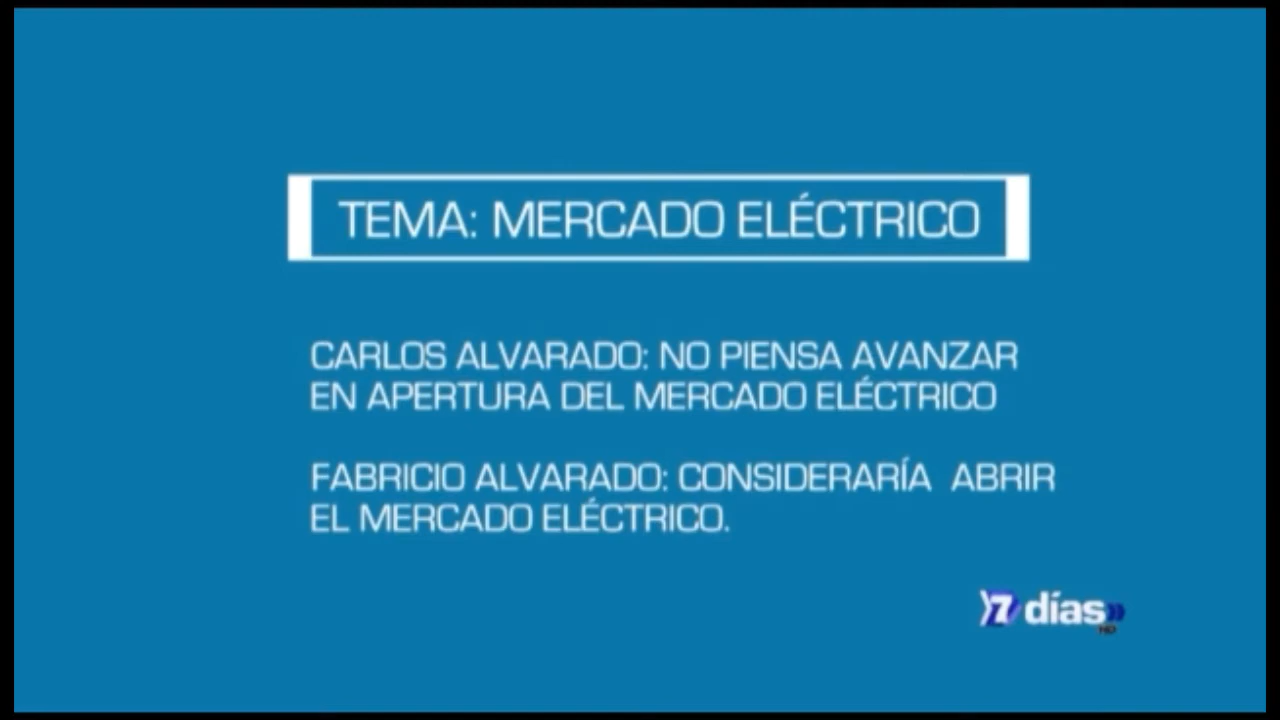 TEMA: MERCADO ELÉCTRICO
CARLOS ALVARADO: NO PIENSA AVANZAR
EN APERTURA DEL MERCADO ELÉCTRICO
FABRICIO ALVARADO: CONSIDERARÍA ABRIR
EL MERCADO ELÉCTRICO.
7 días
HD